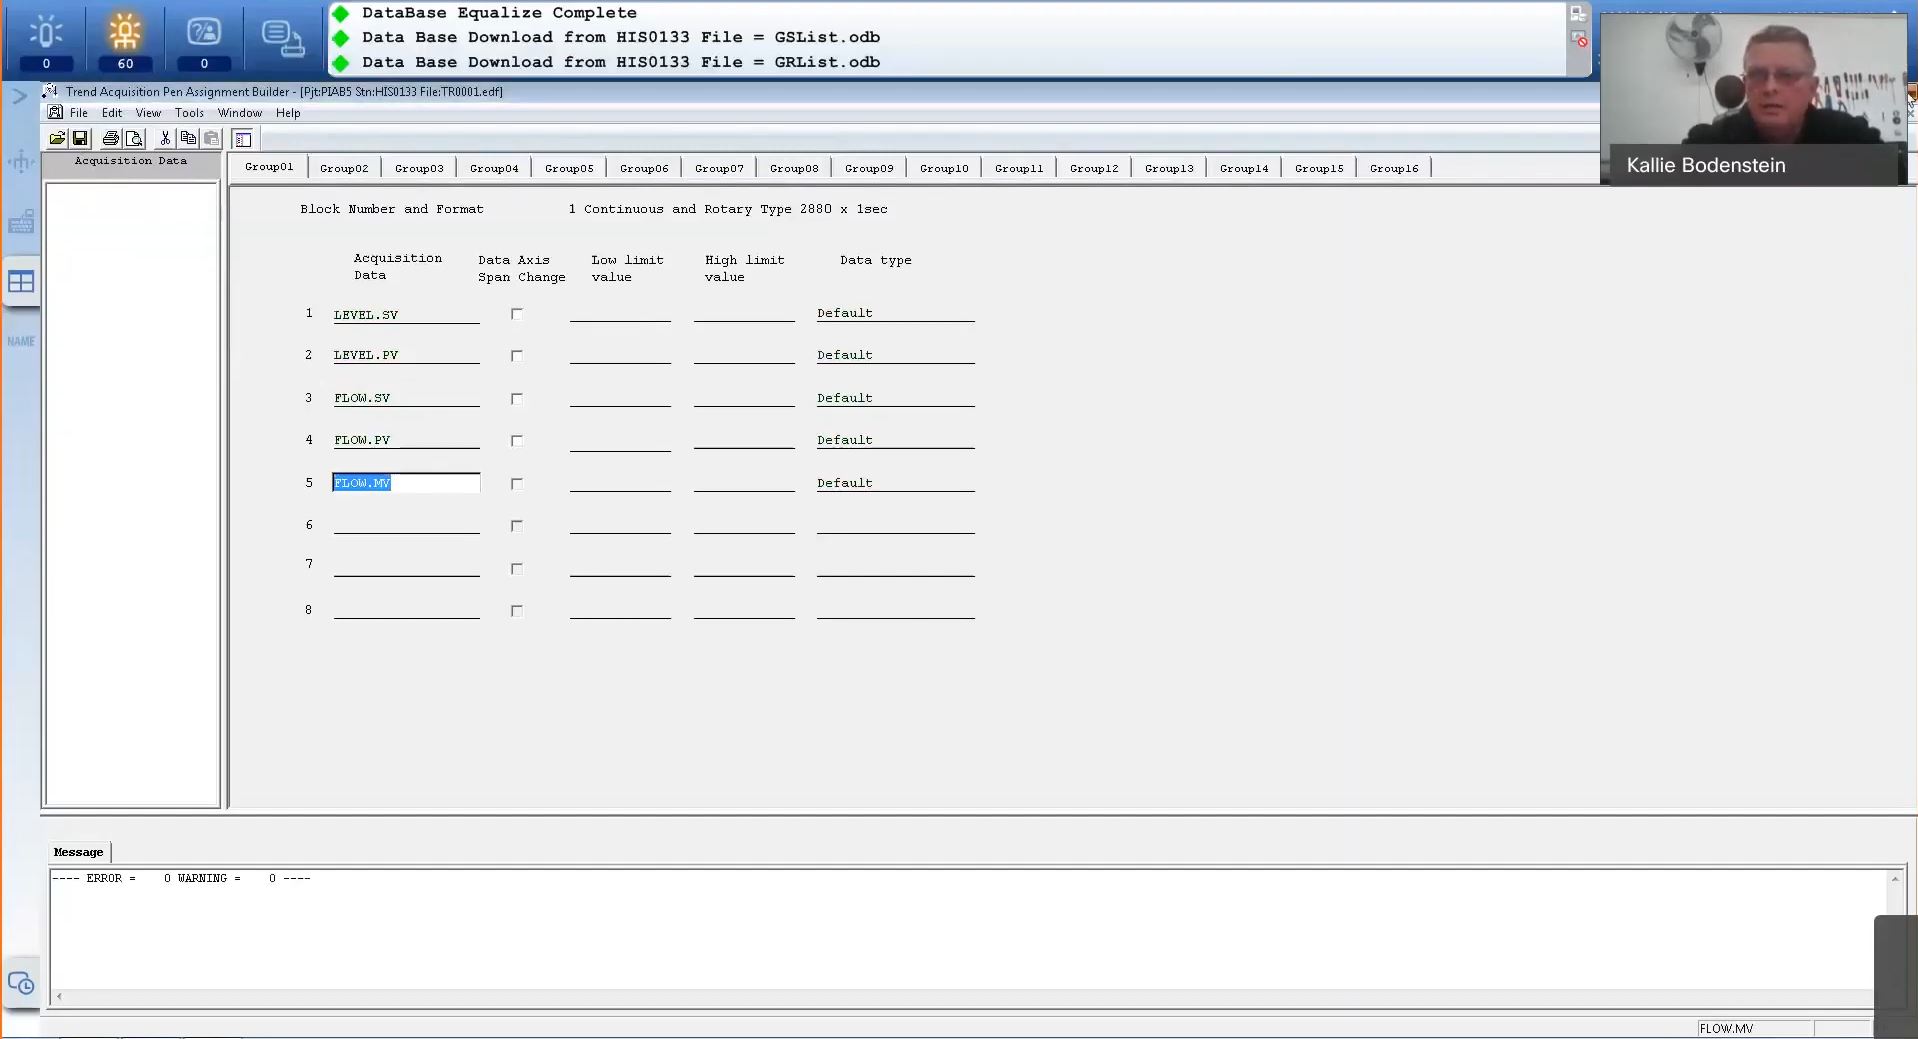 DataBase Equalize Complete
Data Base Download from HIS0133 File = GSList.odb
Data Base Download from HIS0133 File = GRList.odb
0
60
0
Kallie Bodenstein
Trend Acquisition Pen Assignment Builder - [Pjt:PIAB5 Stn:HIS0133 File:TR0001.edf]
File Edit View Tools Window Help
Acquisition Data
Group01 Group02 Group03 Group04 Group05 Group06 Group07 Group08 Group09 Group10 Group11 Group12 Group13 Group14 Group15 Group16
Block Number and Format 1 Continuous and Rotary Type 2880 x 1sec
Acquisition Data Axis Low limit High limit Data type
Data Span Change value value
1 LEVEL.SV Default
2 LEVEL.PV Default
3 FLOW.SV Default
4 FLOW.PV Default
5 FLOW.MV Default
6
7
8
NAME
Message
---- ERROR = 0 WARNING = 0 ----
FLOW.MV